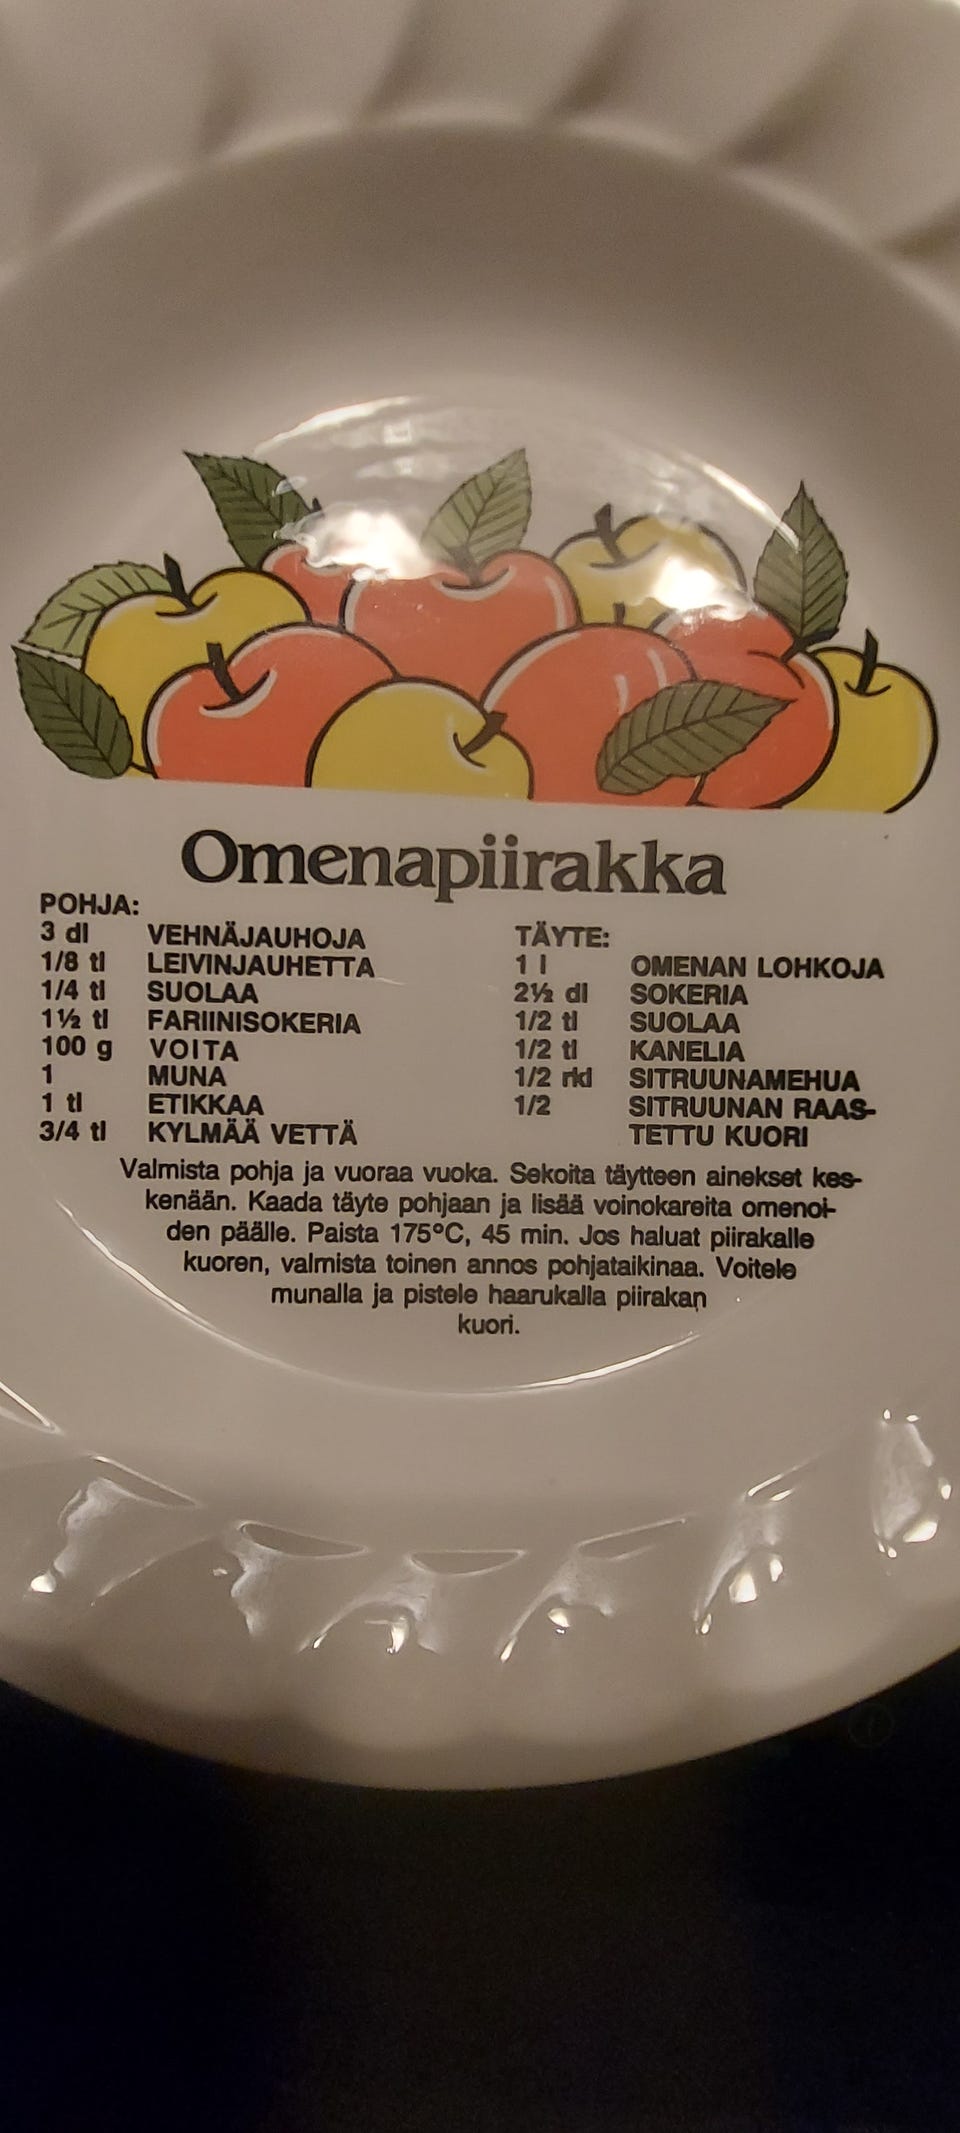 Omenapiirakka
POHJA:
3 dl VEHNÄJAUHOJA
1/8 tl LEIVINJAUHETTA
1/4 tl SUOLAA
1½ tl FARIINISOKERIA
100 g VOITA
1 MUNA
1 tl ETIKKAA
3/4 tl KYLMÄÄ VETTÄ
TÄYTE:
1 l OMENAN LOHKOJA
2½ dl SOKERIA
1/2 tl SUOLAA
1/2 tl KANELIA
1/2 rkl SITRUUNAMEHUA
1/2 SITRUUNAN RAAS-
TETTU KUORI
Valmista pohja ja vuoraa vuoka. Sekoita täytteen ainekset kes-
kenään. Kaada täyte pohjaan ja lisää voinokareita omenoi-
den päälle. Paista 175°C, 45 min. Jos haluat piirakalle
kuoren, valmista toinen annos pohjataikinaa. Voitele
munalla ja pistele haarukalla piirakan
kuori.